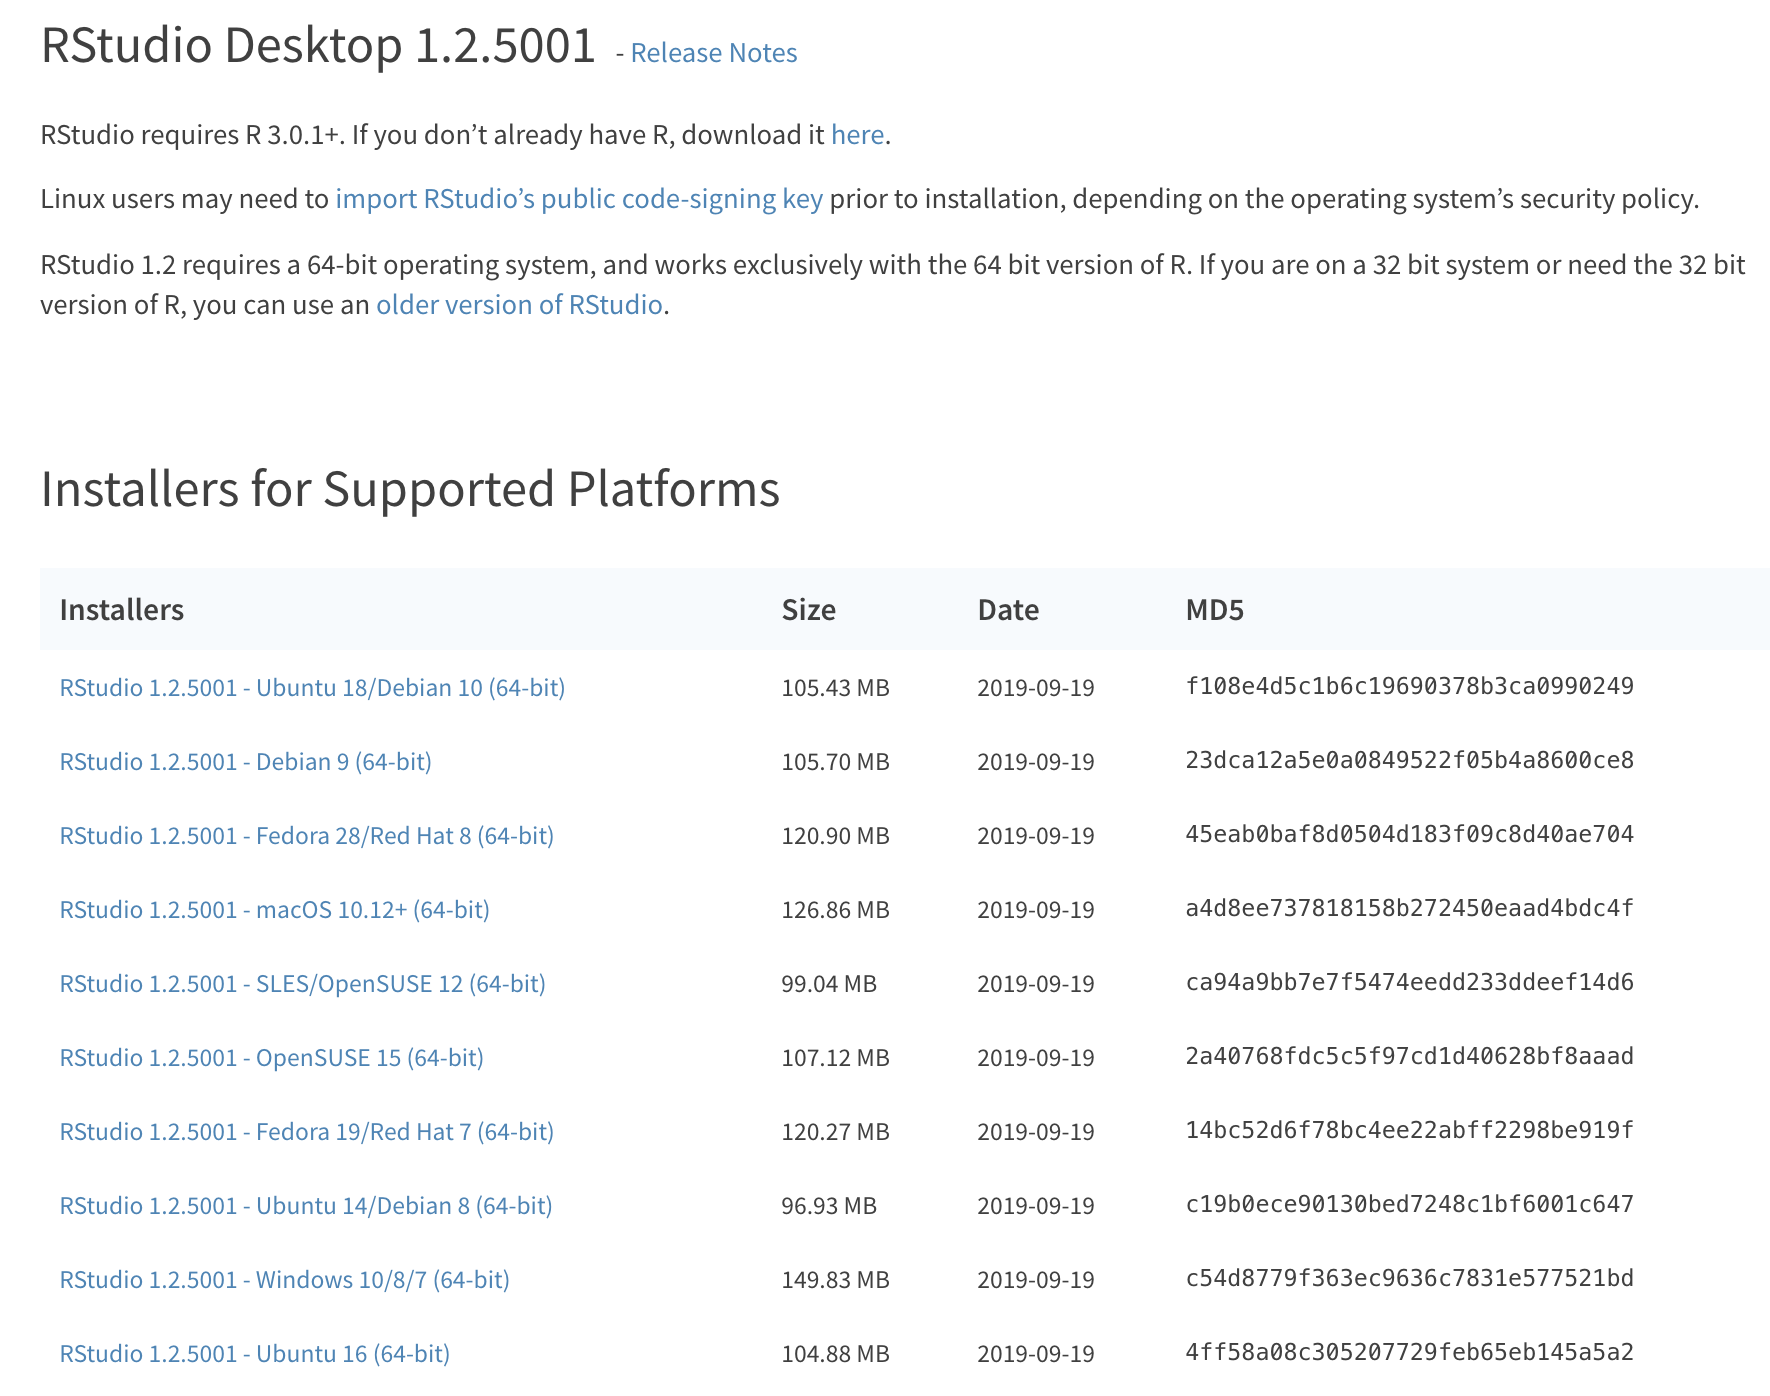 RStudio Desktop 1.2.5001 - Release Notes
RStudio requires R 3.0.1+. If you don’t already have R, download it here.
Linux users may need to import RStudio’s public code-signing key prior to installation, depending on the operating system’s security policy.
RStudio 1.2 requires a 64-bit operating system, and works exclusively with the 64 bit version of R. If you are on a 32 bit system or need the 32 bit
version of R, you can use an older version of RStudio.
Installers for Supported Platforms
Installers Size Date MD5
RStudio 1.2.5001 - Ubuntu 18/Debian 10 (64-bit) 105.43 MB 2019-09-19 f108e4d5c1b6c19690378b3ca0990249
RStudio 1.2.5001 - Debian 9 (64-bit) 105.70 MB 2019-09-19 23dca12a5e0a0849522f05b4a8600ce8
RStudio 1.2.5001 - Fedora 28/Red Hat 8 (64-bit) 120.90 MB 2019-09-19 45eab0baf8d0504d183f09c8d40ae704
RStudio 1.2.5001 - macOS 10.12+ (64-bit) 126.86 MB 2019-09-19 a4d8ee737818158b272450eaad4bdc4f
RStudio 1.2.5001 - SLES/OpenSUSE 12 (64-bit) 99.04 MB 2019-09-19 ca94a9bb7e7f5474eedd233ddeef14d6
RStudio 1.2.5001 - OpenSUSE 15 (64-bit) 107.12 MB 2019-09-19 2a40768fdc5c5f97cd1d40628bf8aaad
RStudio 1.2.5001 - Fedora 19/Red Hat 7 (64-bit) 120.27 MB 2019-09-19 14bc52d6f78bc4ee22abff2298be919f
RStudio 1.2.5001 - Ubuntu 14/Debian 8 (64-bit) 96.93 MB 2019-09-19 c19b0ece90130bed7248c1bf6001c647
RStudio 1.2.5001 - Windows 10/8/7 (64-bit) 149.83 MB 2019-09-19 c54d8779f363ec9636c7831e577521bd
RStudio 1.2.5001 - Ubuntu 16 (64-bit) 104.88 MB 2019-09-19 4ff58a08c305207729feb65eb145a5a2